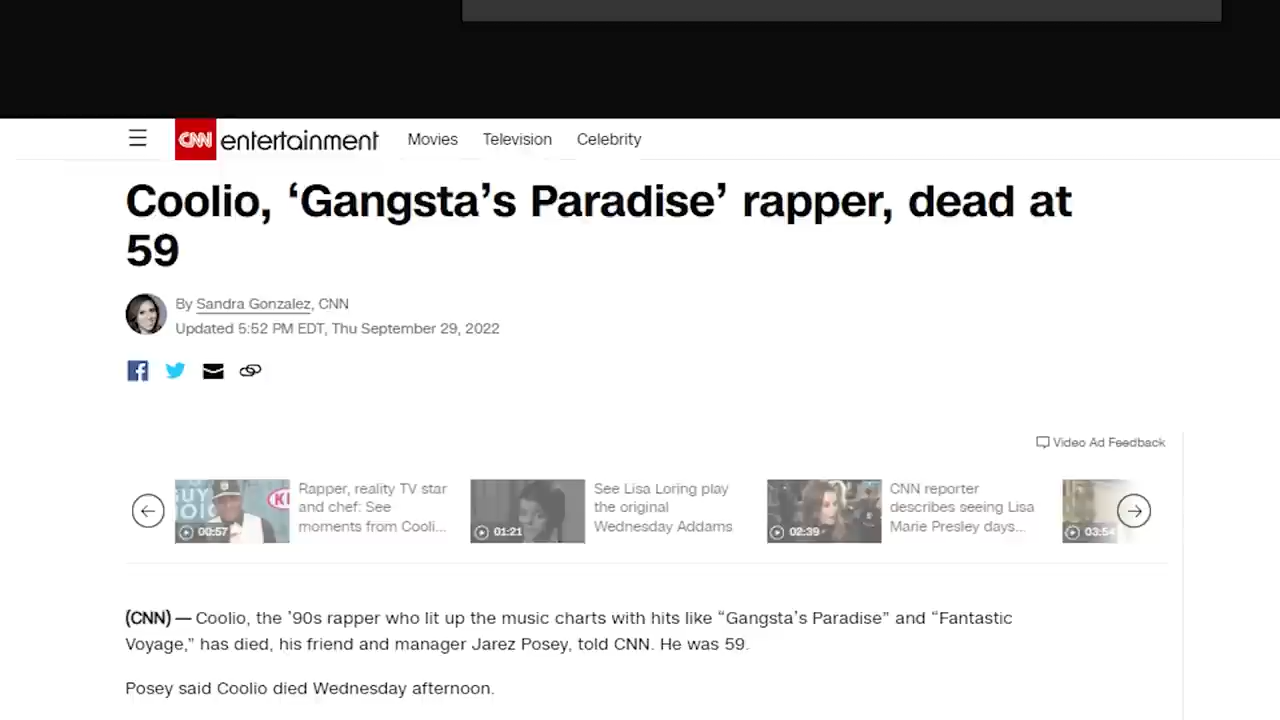 CNN entertainment Movies Television Celebrity
Coolio, ‘Gangsta’s Paradise’ rapper, dead at
59
By Sandra Gonzalez, CNN
Updated 5:52 PM EDT, Thu September 29, 2022
Video Ad Feedback
Rapper, reality TV star
and chef: See
moments from Cooli...
00:57
See Lisa Loring play
the original
Wednesday Addams
01:21
CNN reporter
describes seeing Lisa
Marie Presley days...
02:39
03:54
(CNN) — Coolio, the ’90s rapper who lit up the music charts with hits like “Gangsta’s Paradise” and “Fantastic
Voyage,” has died, his friend and manager Jarez Posey, told CNN. He was 59.
Posey said Coolio died Wednesday afternoon.